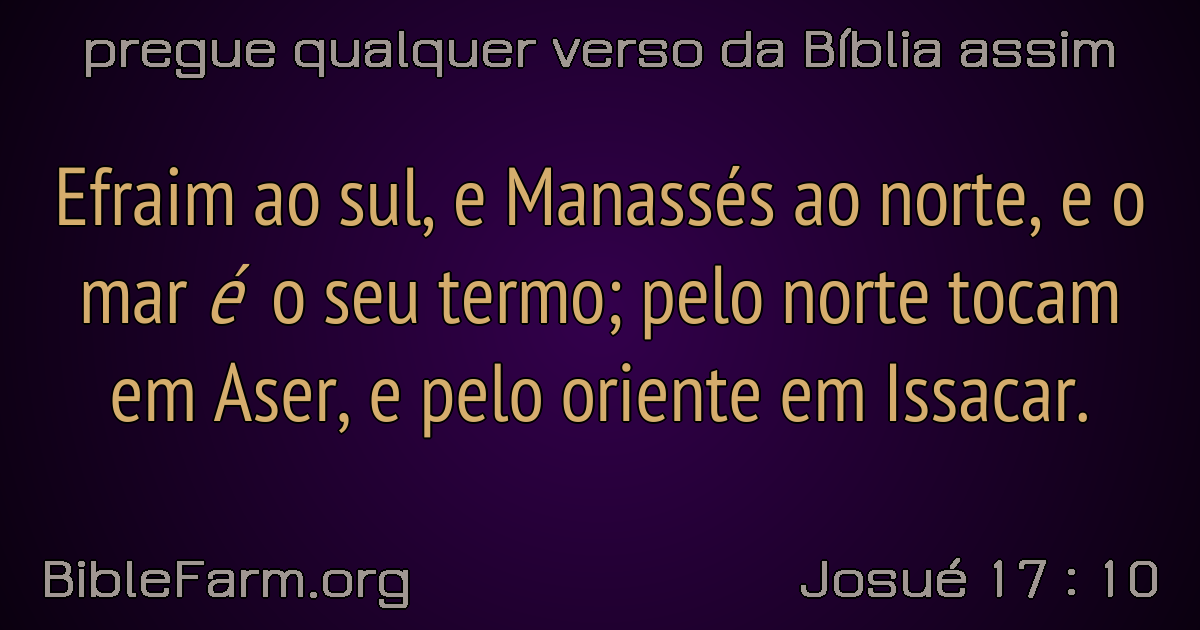 pregue qualquer verso da Bíblia assim
Efraim ao sul, e Manassés ao norte, e o
mar é o seu termo; pelo norte tocam
em Aser, e pelo oriente em Issacar.
BibleFarm.org
Josué 17 : 10